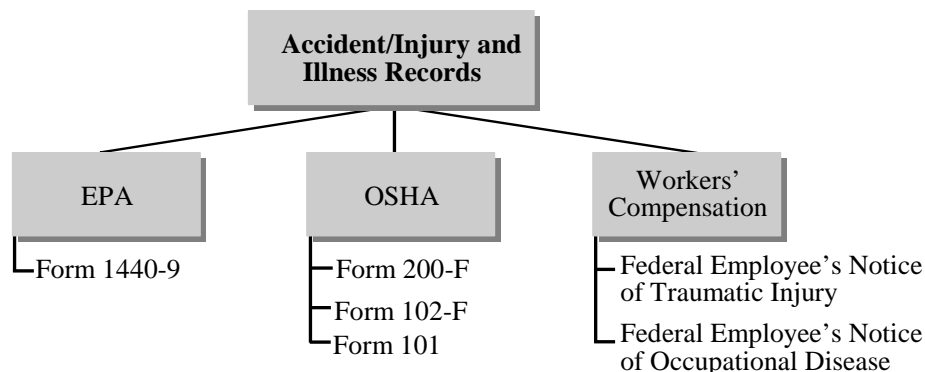 Accident/Injury and
Illness Records
EPA
Form 1440-9
OSHA
Form 200-F
Form 102-F
Form 101
Workers’
Compensation
Federal Employee’s Notice
of Traumatic Injury
Federal Employee’s Notice
of Occupational Disease